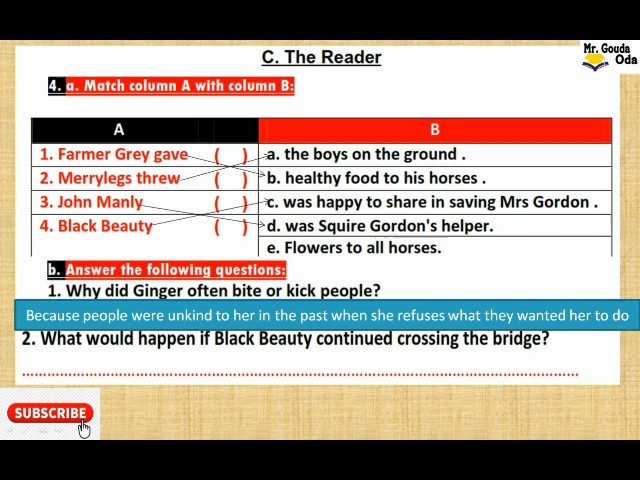 Mr. Gouda
Oda
C. The Reader
4. a. Match column A with column B:
A B
1. Farmer Grey gave ( ) a. the boys on the ground .
2. Merrylegs threw ( ) b. healthy food to his horses .
3. John Manly ( ) c. was happy to share in saving Mrs Gordon .
4. Black Beauty ( ) d. was Squire Gordon's helper.
e. Flowers to all horses.
b. Answer the following questions:
1. Why did Ginger often bite or kick people?
Because people were unkind to her in the past when she refuses what they wanted her to do
2. What would happen if Black Beauty continued crossing the bridge?
SUBSCRIBE